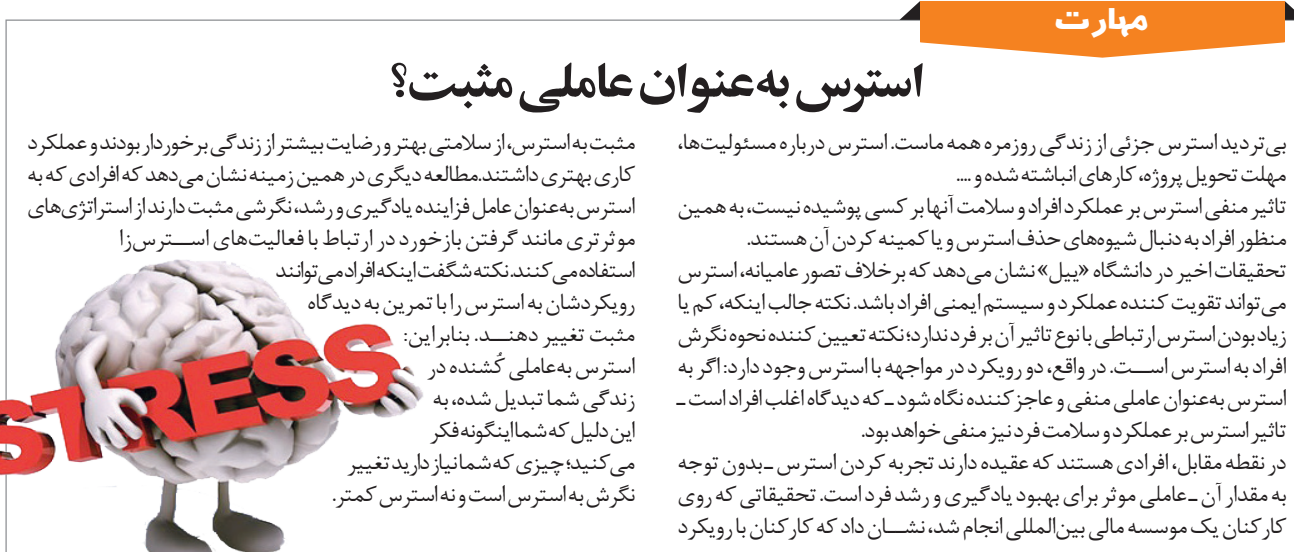 مهارت
استرس به‌عنوان عاملی مثبت؟
بی‌تردید استرس جزئی از زندگی روزمره همه ماست. استرس درباره مسئولیت‌ها،
مهلت تحویل پروژه، کارهای انباشته شده و ....
تاثیر منفی استرس بر عملکرد افراد و سلامت آنها بر کسی پوشیده نیست، به همین
منظور افراد به دنبال شیوه‌های حذف استرس و یا کمینه کردن آن هستند.
تحقیقات اخیر در دانشگاه «ییل» نشان می‌دهد که برخلاف تصور عامیانه، استرس
می‌تواند تقویت کننده عملکرد و سیستم ایمنی افراد باشد. نکته جالب اینکه، کم یا
زیاد بودن استرس ارتباطی با نوع تاثیر آن بر فرد ندارد؛ نکته تعیین کننده نحوه نگرش
افراد به استرس اســت. در واقع، دو رویکرد در مواجهه با استرس وجود دارد: اگر به
استرس به‌عنوان عاملی منفی و عاجز کننده نگاه شود ـ که دیدگاه اغلب افراد است ـ
تاثیر استرس بر عملکرد و سلامت فرد نیز منفی خواهد بود.
در نقطه مقابل، افرادی هستند که عقیده دارند تجربه کردن استرس ـ بدون توجه
به مقدار آن ـ عاملی موثر برای بهبود یادگیری و رشد فرد است. تحقیقاتی که روی
کارکنان یک موسسه مالی بین‌المللی انجام شد، نشــان داد که کارکنان با رویکرد
مثبت به استرس، از سلامتی بهتر و رضایت بیشتر از زندگی برخوردار بودند و عملکرد
کاری بهتری داشتند.مطالعه دیگری در همین زمینه نشان می‌دهد که افرادی که به
استرس به‌عنوان عامل فزاینده یادگیری و رشد، نگرشی مثبت دارند از استراتژی‌های
موثرتری مانند گرفتن بازخورد در ارتباط با فعالیت‌های اســترس‌زا
استفاده می‌کنند.نکته شگفت اینکه افراد می‌توانند
رویکردشان به استرس را با تمرین به دیدگاه
مثبت تغییر دهنــد. بنابراین:
استرس به‌عاملی کُشنده در
زندگی شما تبدیل شده، به
این دلیل که شما اینگونه فکر
می‌کنید؛ چیزی که شما نیاز دارید تغییر
نگرش به استرس است و نه استرس کمتر.
STRESS